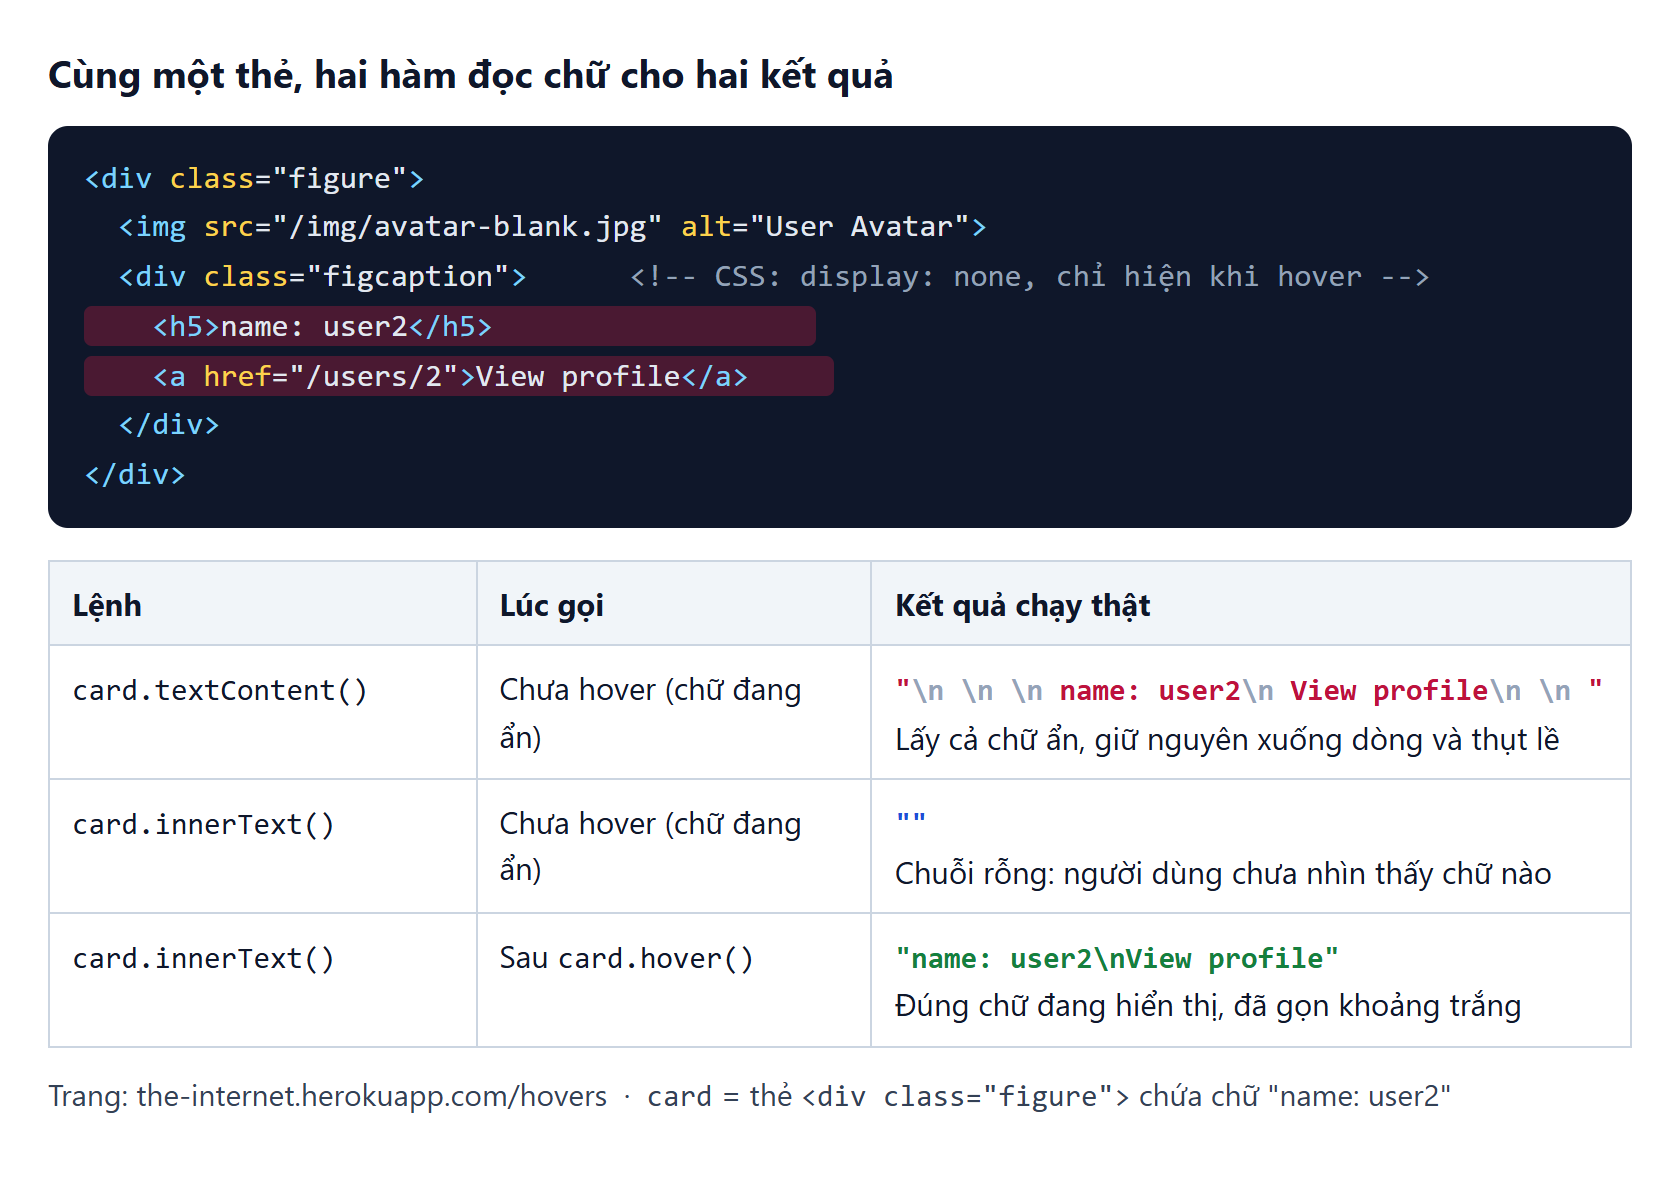 Cùng một thẻ, hai hàm đọc chữ cho hai kết quả
<div class="figure">
<img src="/img/avatar-blank.jpg" alt="User Avatar">
<div class="figcaption"> <!-- CSS: display: none, chỉ hiện khi hover -->
<h5>name: user2</h5>
<a href="/users/2">View profile</a>
</div>
</div>
Lệnh Lúc gọi Kết quả chạy thật
card.textContent() Chưa hover (chữ đang ẩn) "\n \n \n name: user2\n View profile\n \n "
Lấy cả chữ ẩn, giữ nguyên xuống dòng và thụt lề
card.innerText() Chưa hover (chữ đang ẩn) ""
Chuỗi rỗng: người dùng chưa nhìn thấy chữ nào
card.innerText() Sau card.hover() "name: user2\nView profile"
Đúng chữ đang hiển thị, đã gọn khoảng trắng
Trang: the-internet.herokuapp.com/hovers · card = thẻ <div class="figure"> chứa chữ "name: user2"